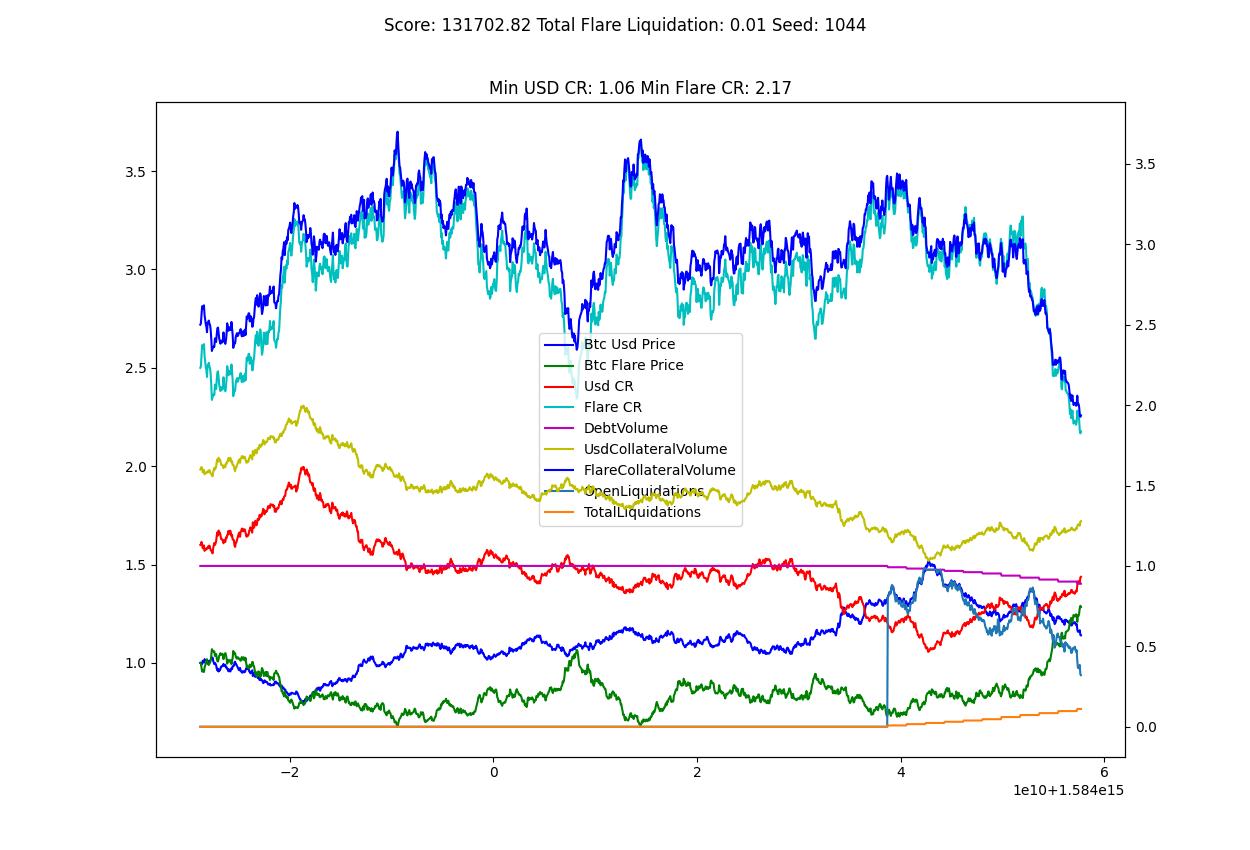 Score: 131702.82 Total Flare Liquidation: 0.01 Seed: 1044
Min USD CR: 1.06 Min Flare CR: 2.17
3.5
3.0
2.5
2.0
1.5
1.0
3.5
3.0
2.5
2.0
1.5
1.0
0.5
0.0
Btc Usd Price
Btc Flare Price
Usd CR
Flare CR
DebtVolume
UsdCollateralVolume
FlareCollateralVolume
OpenLiquidations
TotalLiquidations
−2 0 2 4 6
1e10+1.584e15